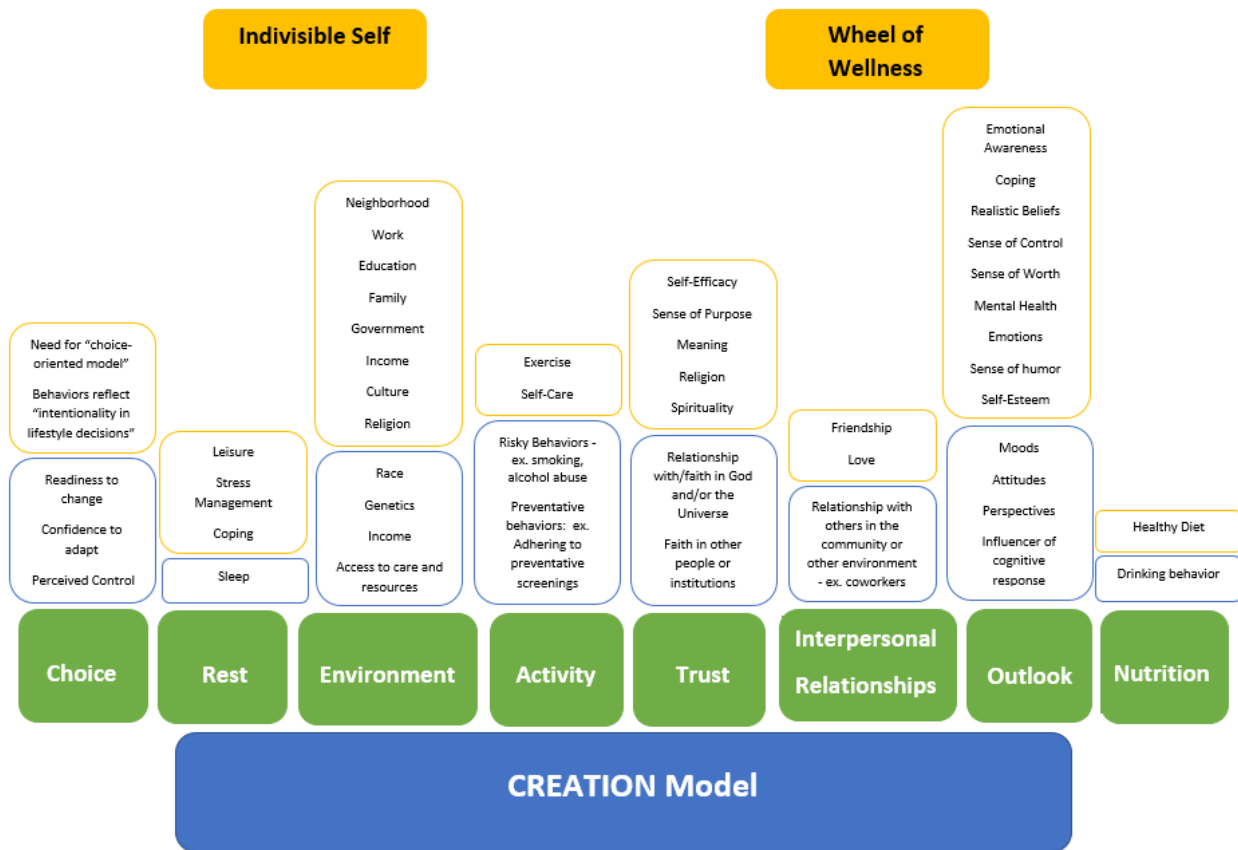 Indivisible Self
Wheel of
Wellness
Need for “choice-
oriented model”
Behaviors reflect
“intentionality in
lifestyle decisions”
Readiness to
change
Confidence to
adapt
Perceived Control
Choice
Leisure
Stress
Management
Coping
Sleep
Rest
Neighborhood
Work
Education
Family
Government
Income
Culture
Religion
Race
Genetics
Income
Access to care and
resources
Environment
Exercise
Self-Care
Risky Behaviors -
ex. smoking,
alcohol abuse
Preventative
behaviors:  ex.
Adhering to
preventative
screenings
Activity
Self-Efficacy
Sense of Purpose
Meaning
Religion
Spirituality
Relationship
with/faith in God
and/or the
Universe
Faith in other
people or
institutions
Trust
Friendship
Love
Relationship with
others in the
community or
other environment
- ex. coworkers
Interpersonal
Relationships
Emotional
Awareness
Coping
Realistic Beliefs
Sense of Control
Sense of Worth
Mental Health
Emotions
Sense of humor
Self-Esteem
Moods
Attitudes
Perspectives
Influencer of
cognitive
response
Outlook
Healthy Diet
Drinking behavior
Nutrition
CREATION Model